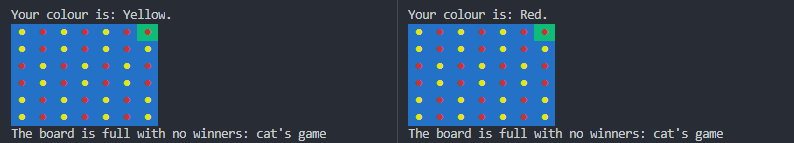 Your colour is: Yellow.
The board is full with no winners: cat's game
Your colour is: Red.
The board is full with no winners: cat's game